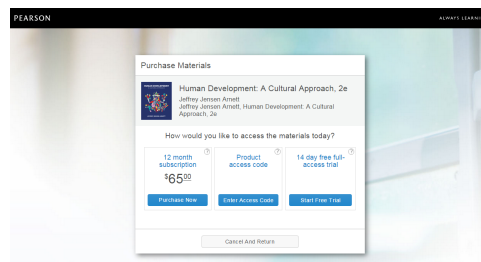 PEARSON
ALWAYS LEARNI
Purchase Materials
Human Development: A Cultural Approach, 2e
Jeffrey Jensen Arnett
Jeffrey Jensen Arnett, Human Development: A Cultural
Approach, 2e
How would you like to access the materials today?
12 month
subscription
$65.00
Purchase Now
?
Product
access code
Enter Access Code
?
14 day free full-
access trial
Start Free Trial
?
Cancel And Return